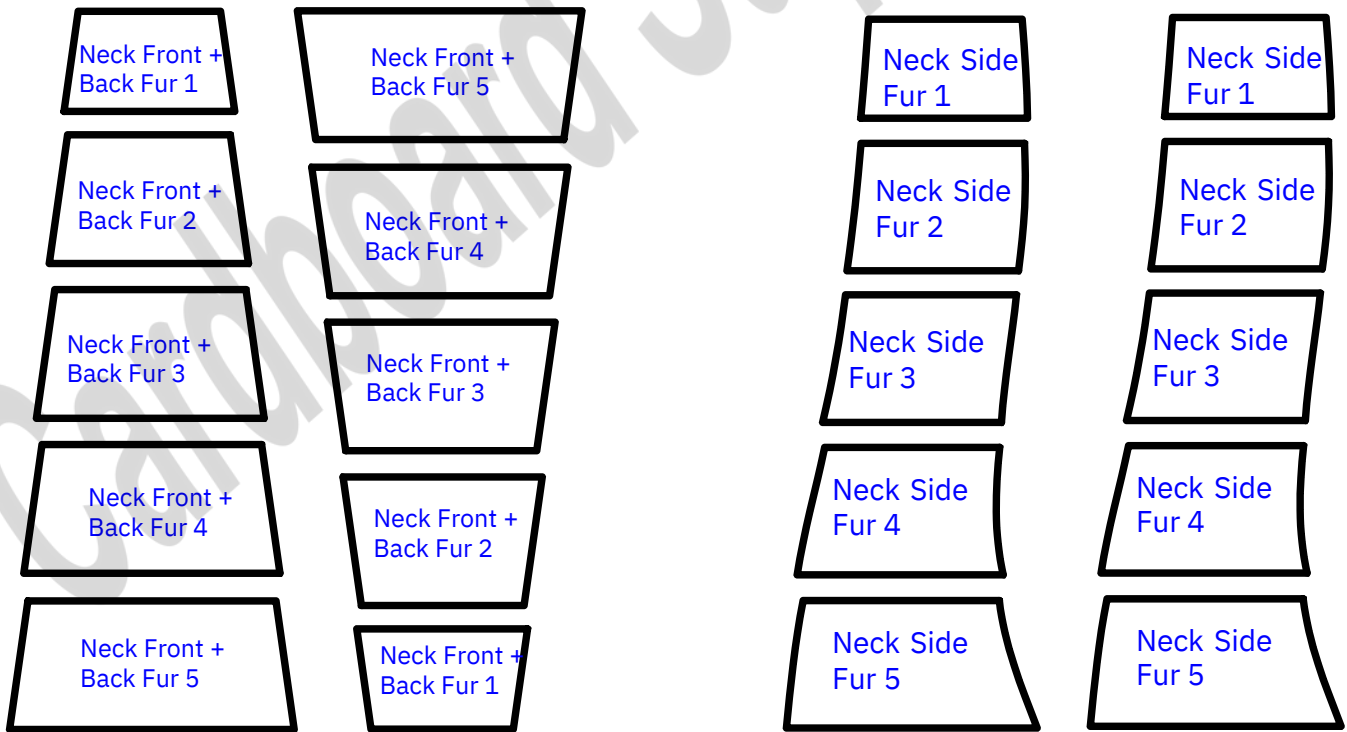 Neck Front +
Back Fur 1
Neck Front +
Back Fur 2
Neck Front +
Back Fur 3
Neck Front +
Back Fur 4
Neck Front +
Back Fur 5
Neck Front +
Back Fur 5
Neck Front +
Back Fur 4
Neck Front +
Back Fur 3
Neck Front +
Back Fur 2
Neck Front +
Back Fur 1
Neck Side
Fur 1
Neck Side
Fur 2
Neck Side
Fur 3
Neck Side
Fur 4
Neck Side
Fur 5
Neck Side
Fur 1
Neck Side
Fur 2
Neck Side
Fur 3
Neck Side
Fur 4
Neck Side
Fur 5
Cardboard